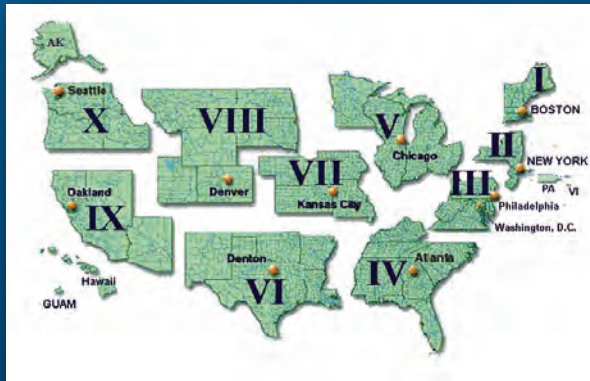 AK
Seattle
X
VIII
V
I
BOSTON
II
NEW YORK
Chicago
VII
III
PA
VI
Denver
Kansas City
Philadelphia
Washington, D.C.
Oakland
IX
Denton
VI
Atlanta
IV
Hawaii
GUAM